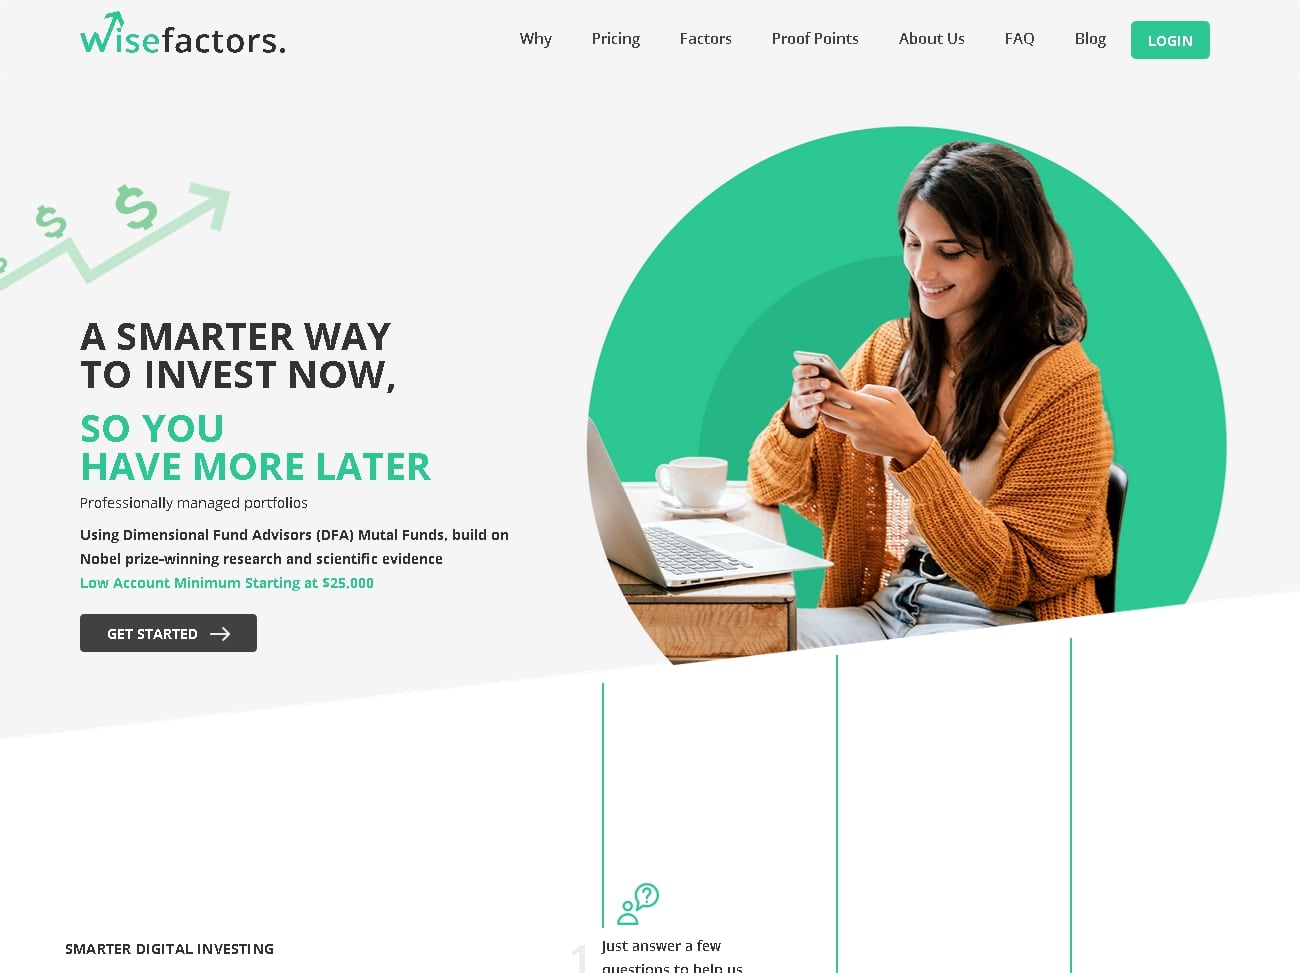 wisefactors.
Why Pricing Factors Proof Points About Us FAQ Blog LOGIN
$ $
A SMARTER WAY
TO INVEST NOW,
SO YOU
HAVE MORE LATER
Professionally managed portfolios
Using Dimensional Fund Advisors (DFA) Mutal Funds, build on
Nobel prize-winning research and scientific evidence
Low Account Minimum Starting at $25,000
GET STARTED
?
SMARTER DIGITAL INVESTING
1 Just answer a few
questions to help us